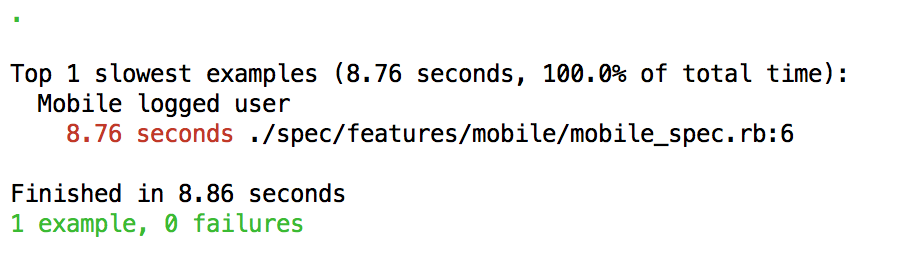 .
Top 1 slowest examples (8.76 seconds, 100.0% of total time):
Mobile logged user
8.76 seconds ./spec/features/mobile/mobile_spec.rb:6
Finished in 8.86 seconds
1 example, 0 failures